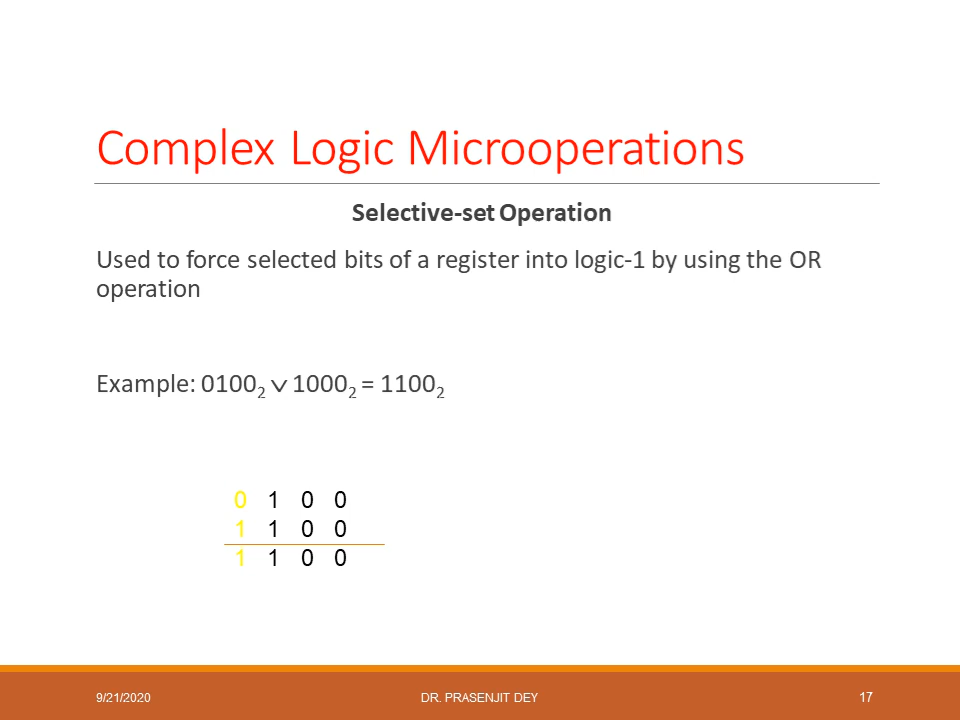 Complex Logic Microoperations
Selective-set Operation
Used to force selected bits of a register into logic-1 by using the OR
operation
Example: 0100₂ ∨ 1000₂ = 1100₂
0 1 0 0
1 1 0 0
1 1 0 0
9/21/2020 DR. PRASENJIT DEY 17